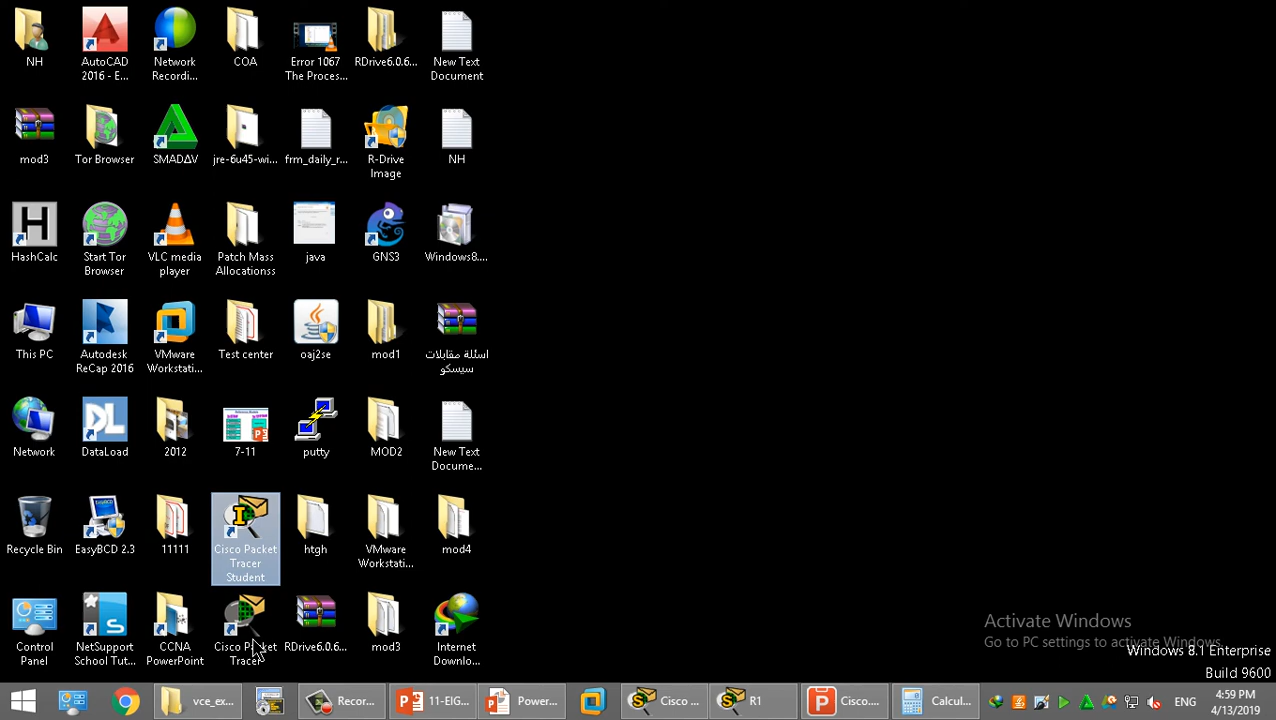 NH
AutoCAD
2016 - E...
Network
Recordi...
COA
Error 1067
The Proces...
RDrive6.0.6...
New Text
Document
mod3
Tor Browser
SMADΔV
jre-6u45-wi...
frm_daily_r...
R-Drive
Image
NH
HashCalc
Start Tor
Browser
VLC media
player
Patch Mass
Allocationss
java
GNS3
Windows8....
This PC
Autodesk
ReCap 2016
VMware
Workstati...
Test center
oaj2se
mod1
اسئلة مقابلات
سيسكو
Network
DataLoad
2012
7-11
putty
MOD2
New Text
Docume...
Recycle Bin
EasyBCD 2.3
11111
Cisco Packet
Tracer
Student
htgh
VMware
Workstati...
mod4
Control
Panel
NetSupport
School Tut...
CCNA
PowerPoint
Cisco Packet
Tracer
RDrive6.0.6...
mod3
Internet
Downlo...
Activate Windows
Go to PC settings to activate Windows.
Windows 8.1 Enterprise
Build 9600
vce_ex...
Recor...
11-EIG...
Power...
Cisco ...
R1
Cisco....
Calcul...
ENG
4:59 PM
4/13/2019